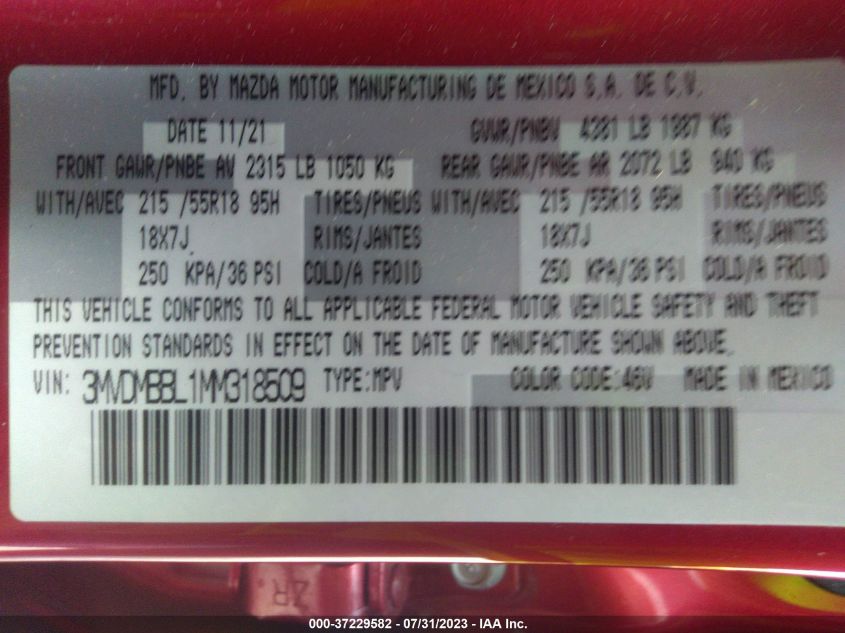 MFD. BY MAZDA MOTOR MANUFACTURING DE MEXICO S.A. DE C.V.
DATE 11/21 GVWR/PNBV 4381 LB 1987 KG
FRONT GAWR/PNBE AV 2315 LB 1050 KG REAR GAWR/PNBE AR 2072 LB 940 KG
WITH/AVEC 215 /55R18 95H TIRES/PNEUS WITH/AVEC 215 /55R18 95H TIRES/PNEUS
18X7J RIMS/JANTES 18X7J RIMS/JANTES
250 KPA/36 PSI COLD/A FROID 250 KPA/36 PSI COLD/A FROID
THIS VEHICLE CONFORMS TO ALL APPLICABLE FEDERAL MOTOR VEHICLE SAFETY AND THEFT
PREVENTION STANDARDS IN EFFECT ON THE DATE OF MANUFACTURE SHOWN ABOVE.
VIN: 3MVDMBBL1MM318509 TYPE:MPV COLOR CODE:46V MADE IN MEXICO
ZR.
000-37229582 - 07/31/2023 - IAA Inc.